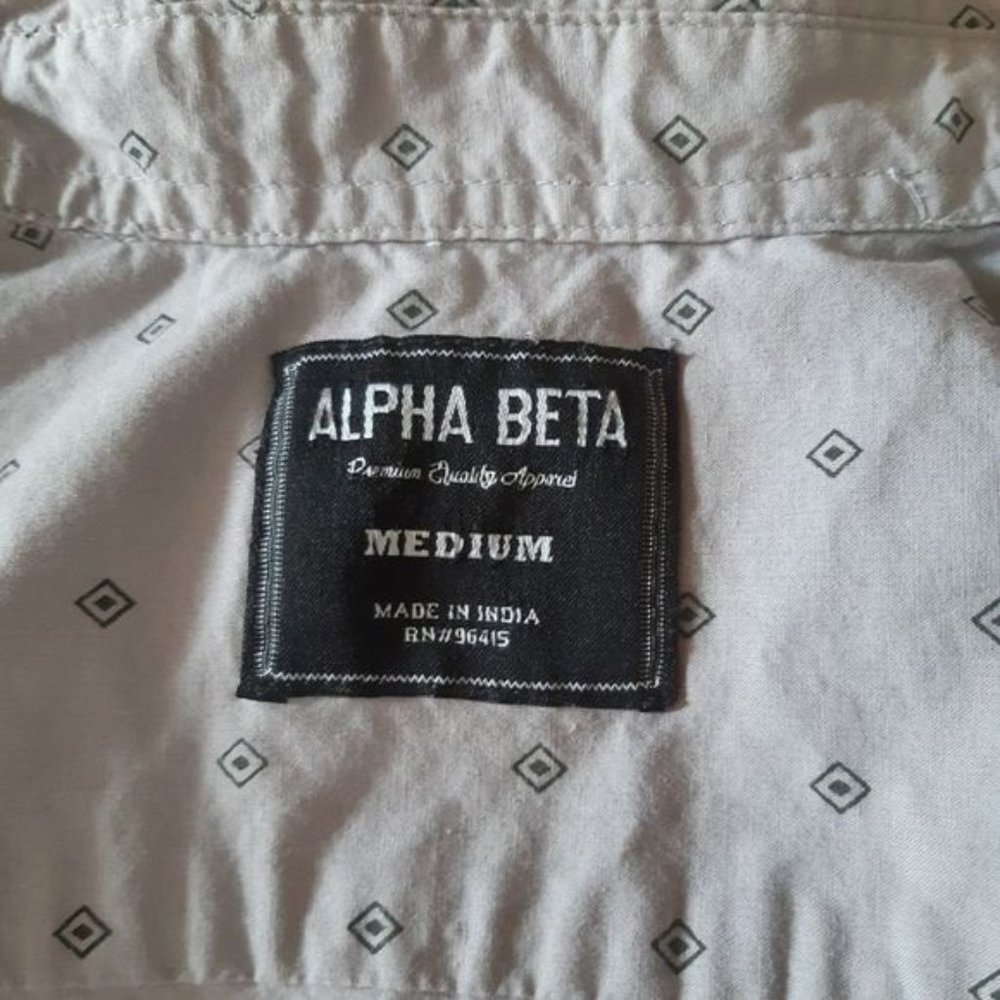 ALPHA BETA
Premium Quality Apparel
MEDIUM
MADE IN INDIA
RN#96415